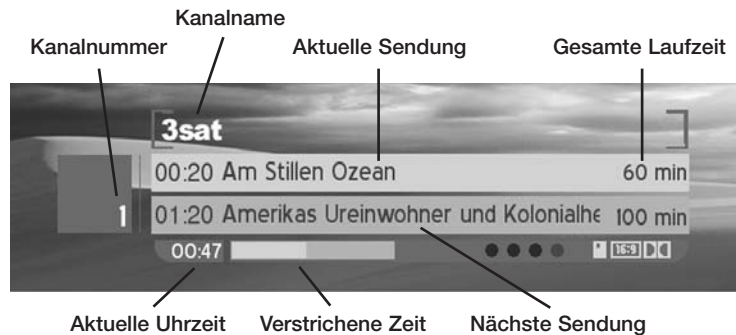 Kanalname
Kanalnummer Aktuelle Sendung Gesamte Laufzeit
3sat
00:20 Am Stillen Ozean 60 min
1 01:20 Amerikas Ureinwohner und Kolonialhe 100 min
00:47 16:9
Aktuelle Uhrzeit Verstrichene Zeit Nächste Sendung